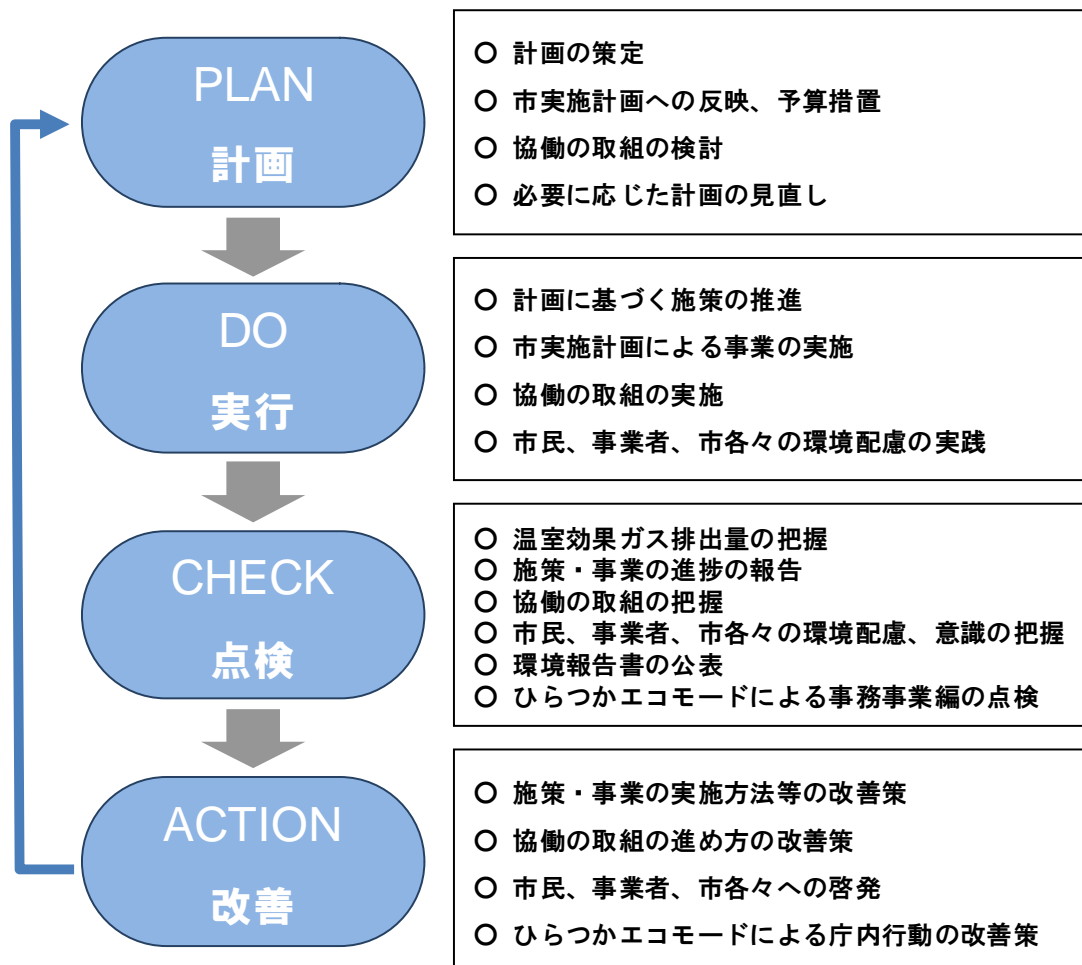 PLAN
計画
〇 計画の策定
〇 市実施計画への反映、予算措置
〇 協働の取組の検討
〇 必要に応じた計画の見直し
DO
実行
〇 計画に基づく施策の推進
〇 市実施計画による事業の実施
〇 協働の取組の実施
〇 市民、事業者、市各々の環境配慮の実践
CHECK
点検
〇 温室効果ガス排出量の把握
〇 施策・事業の進捗の報告
〇 協働の取組の把握
〇 市民、事業者、市各々の環境配慮、意識の把握
〇 環境報告書の公表
〇 ひらつかエコモードによる事務事業編の点検
ACTION
改善
〇 施策・事業の実施方法等の改善策
〇 協働の取組の進め方の改善策
〇 市民、事業者、市各々への啓発
〇 ひらつかエコモードによる庁内行動の改善策